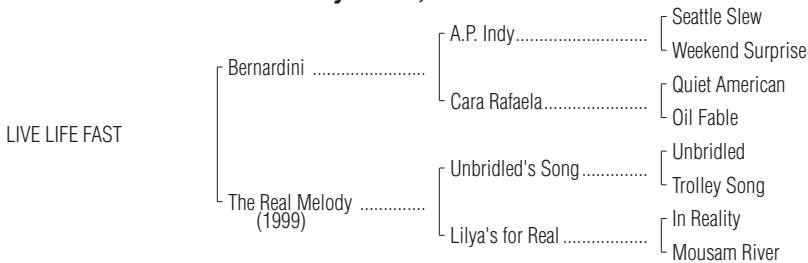 Seattle Slew
A.P. Indy
Weekend Surprise
Bernardini
Quiet American
Cara Rafaela
Oil Fable
LIVE LIFE FAST
Unbridled
Unbridled's Song
Trolley Song
The Real Melody
(1999)
In Reality
Lilya's for Real
Mousam River